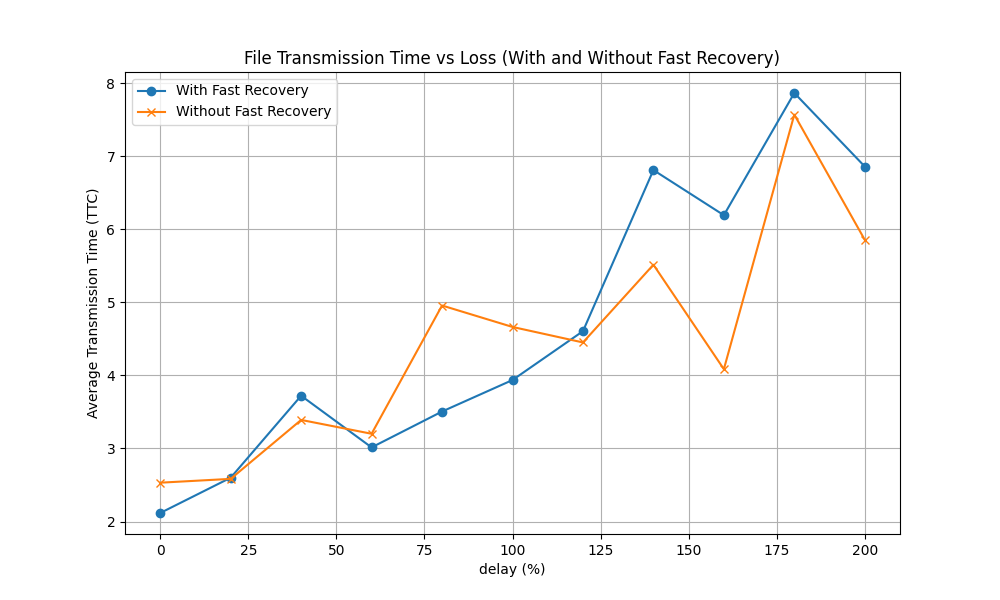 File Transmission Time vs Loss (With and Without Fast Recovery)
With Fast Recovery
Without Fast Recovery
Average Transmission Time (TTC)
8
7
6
5
4
3
2
0 25 50 75 100 125 150 175 200
delay (%)